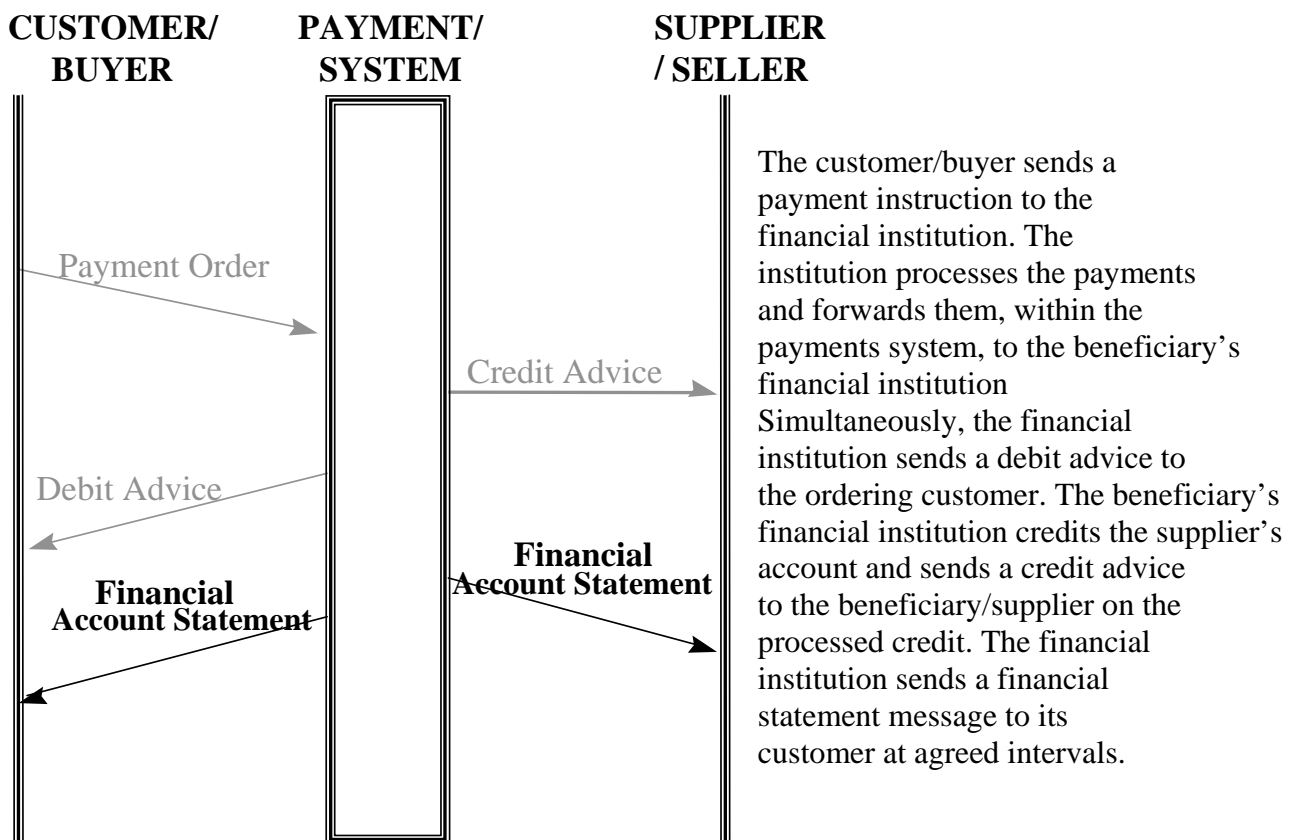 CUSTOMER/
BUYER
PAYMENT/
SYSTEM
SUPPLIER
/ SELLER
Payment Order
Credit Advice
Debit Advice
Financial
Account Statement
Financial
Account Statement
The customer/buyer sends a
payment instruction to the
financial institution. The
institution processes the payments
and forwards them, within the
payments system, to the beneficiary’s
financial institution
Simultaneously, the financial
institution sends a debit advice to
the ordering customer. The beneficiary’s
financial institution credits the supplier’s
account and sends a credit advice
to the beneficiary/supplier on the
processed credit. The financial
institution sends a financial
statement message to its
customer at agreed intervals.